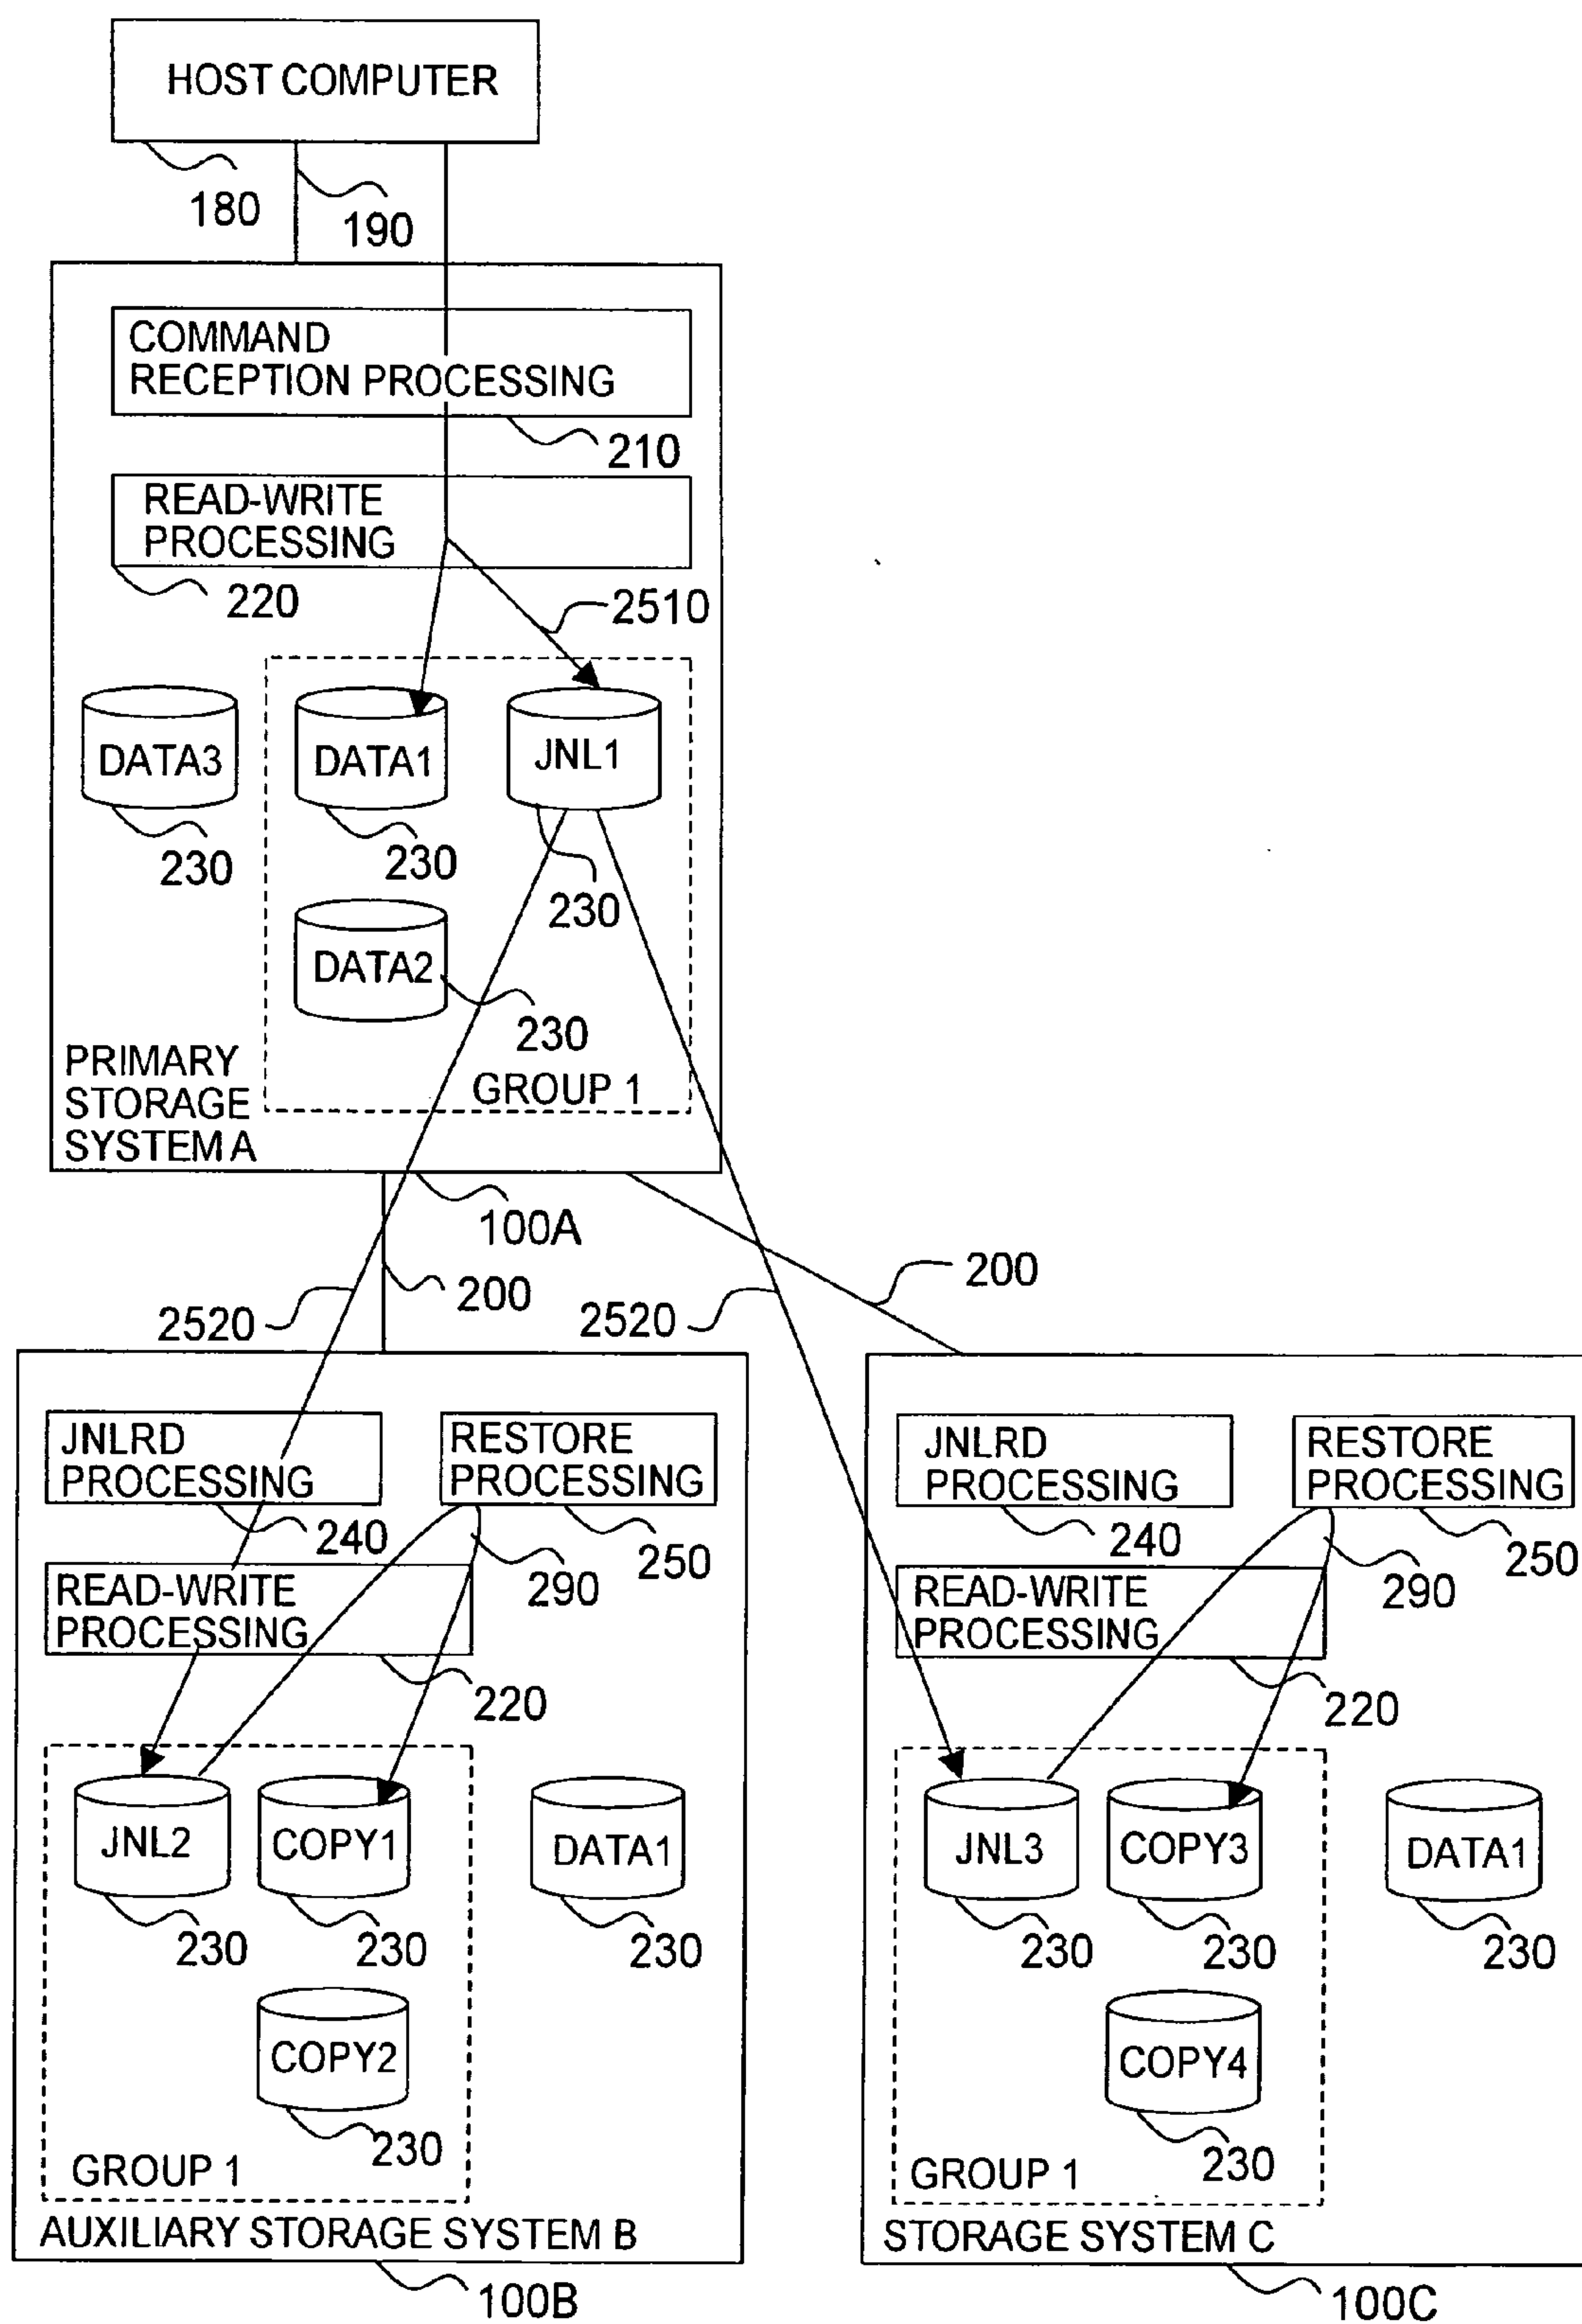 HOST COMPUTER
180
190
COMMAND
RECEPTION PROCESSING
210
READ-WRITE
PROCESSING
220
2510
DATA3
DATA1
JNL1
230
230
230
DATA2
230
PRIMARY
STORAGE
SYSTEM A
GROUP 1
100A
200
200
2520
2520
JNLRD
PROCESSING
RESTORE
PROCESSING
240
250
290
READ-WRITE
PROCESSING
220
JNL2
COPY1
DATA1
230
230
230
COPY2
230
GROUP 1
AUXILIARY STORAGE SYSTEM B
100B
JNLRD
PROCESSING
RESTORE
PROCESSING
240
250
290
READ-WRITE
PROCESSING
220
JNL3
COPY3
DATA1
230
230
230
COPY4
230
GROUP 1
STORAGE SYSTEM C
100C